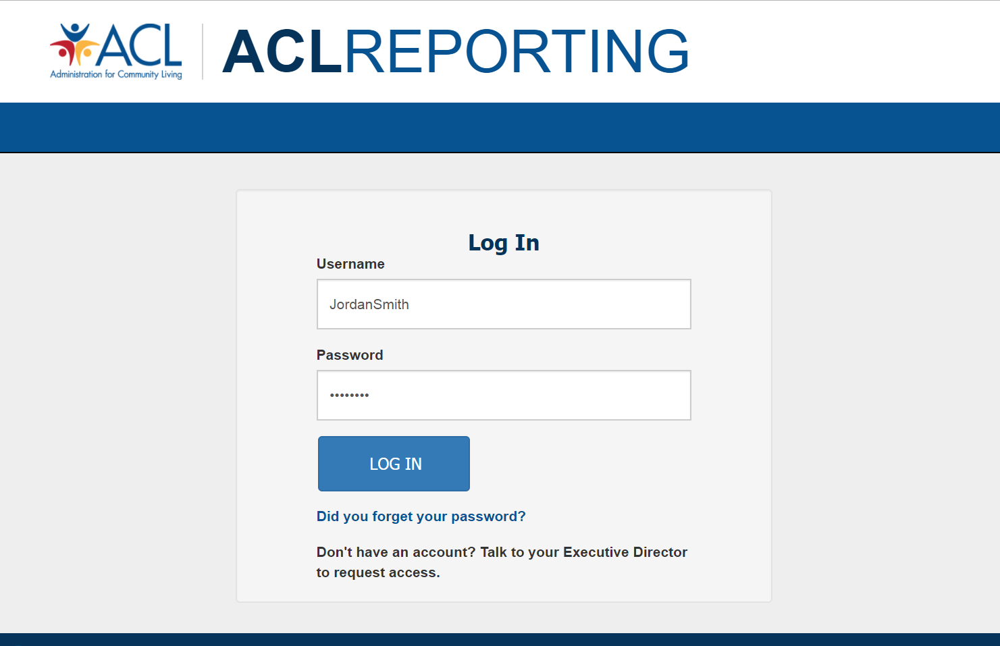 ACL
Administration for Community Living
ACLREPORTING
Log In
Username
JordanSmith
Password
••••••••
LOG IN
Did you forget your password?
Don't have an account? Talk to your Executive Director
to request access.